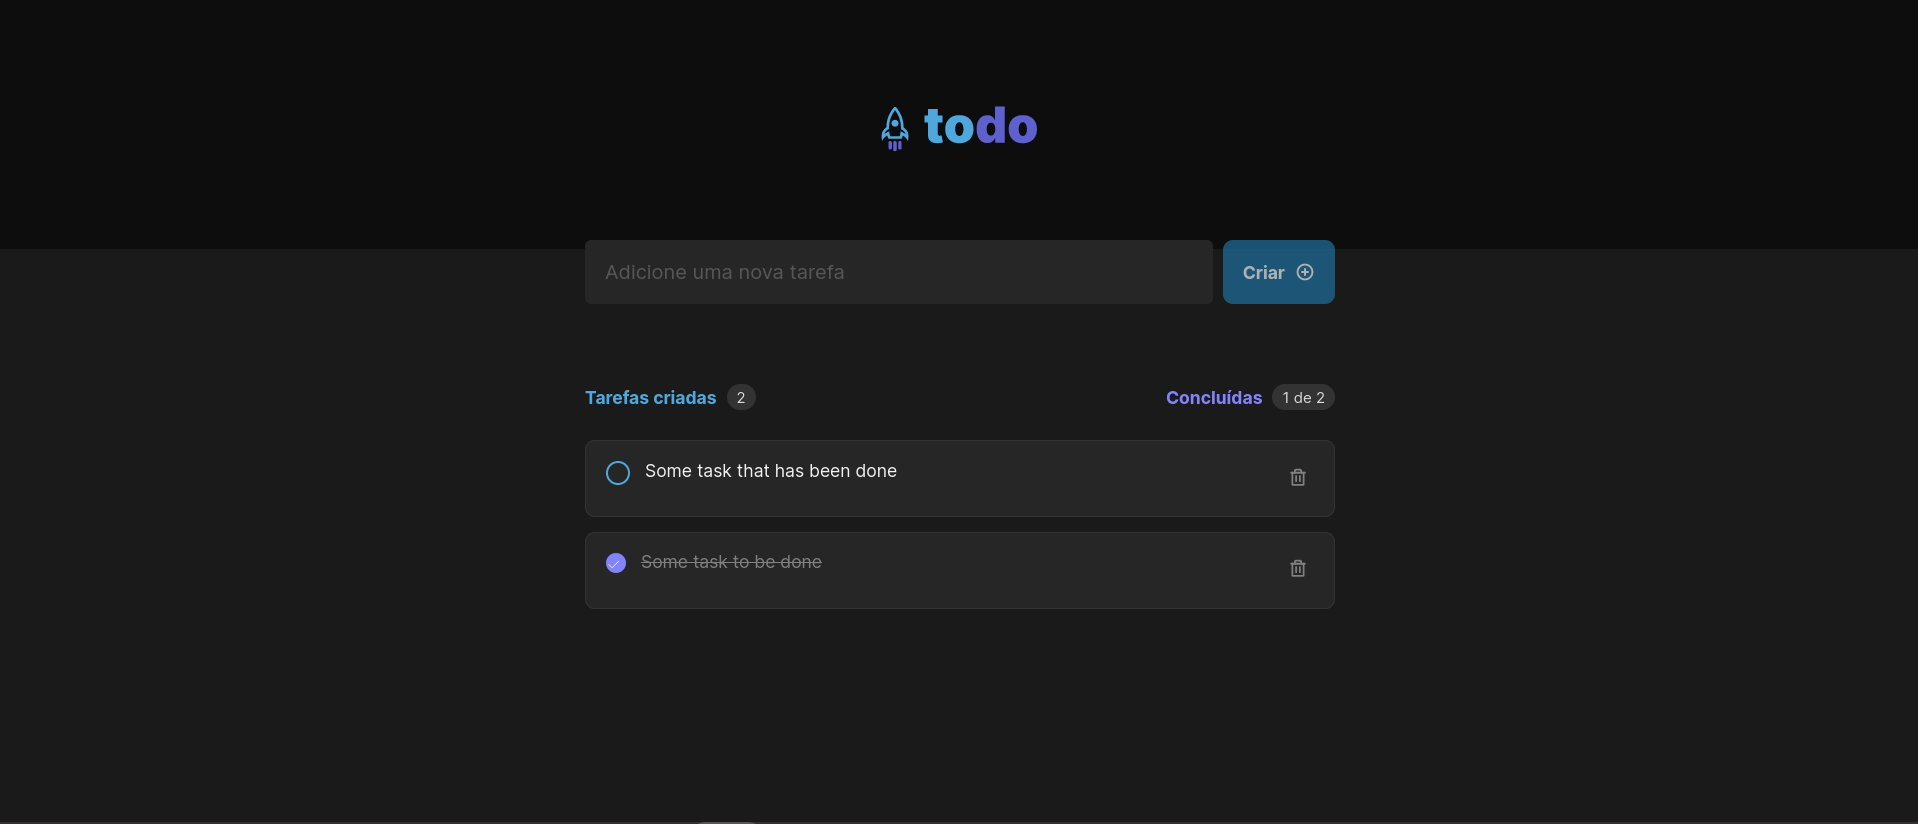 todo
Adicione uma nova tarefa
Criar
Tarefas criadas 2
Concluídas 1 de 2
Some task that has been done
Some task to be done